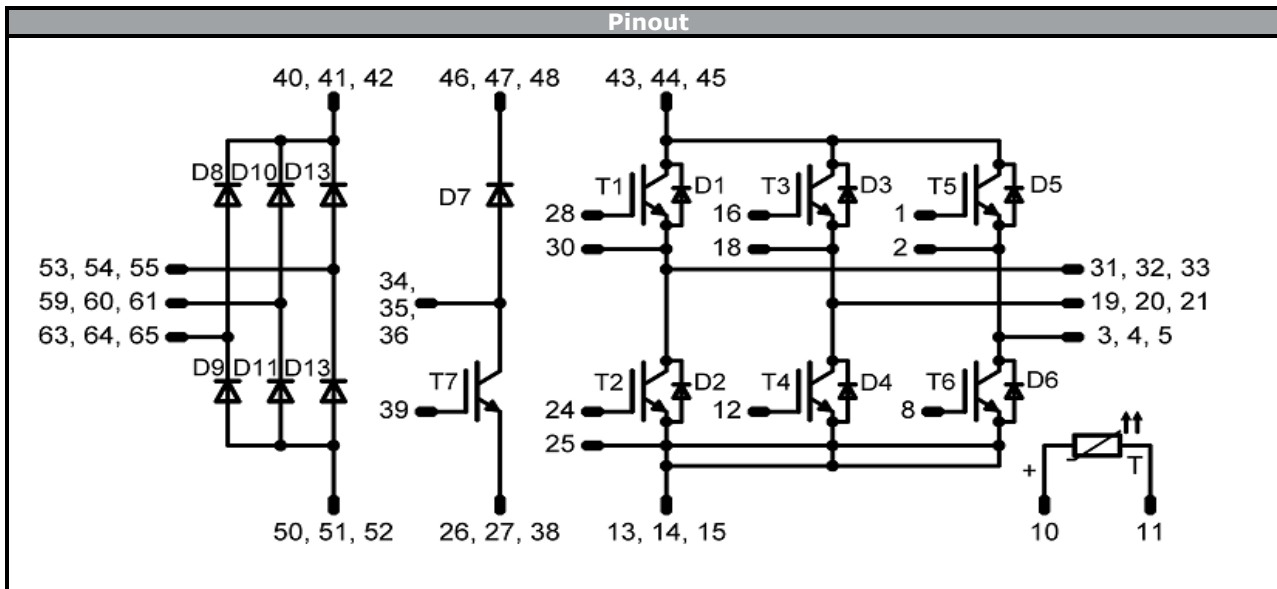 Pinout
40, 41, 42
46, 47, 48
43, 44, 45
D8
D10
D13
D7
T1
D1
T3
D3
T5
D5
28
16
1
30
18
2
53, 54, 55
31, 32, 33
59, 60, 61
34,
35,
36
19, 20, 21
63, 64, 65
3, 4, 5
D9
D11
D13
T7
T2
D2
T4
D4
T6
D6
39
24
12
8
25
+
T
50, 51, 52
26, 27, 38
13, 14, 15
10
11